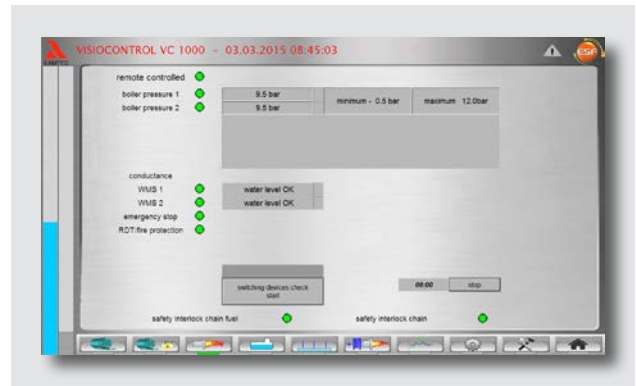 VISIOCONTROL VC 1000 - 03.03.2015 08:45:03
ESF
remote controlled
boiler pressure 1 9.5 bar
minimum - 0.5 bar maximum 12.0bar
boiler pressure 2 9.5 bar
conductance
WMS 1 water level OK
WMS 2 water level OK
emergency stop
RDT/fire protection
switching devices check
start
08:00 stop
safety interlock chain fuel safety interlock chain